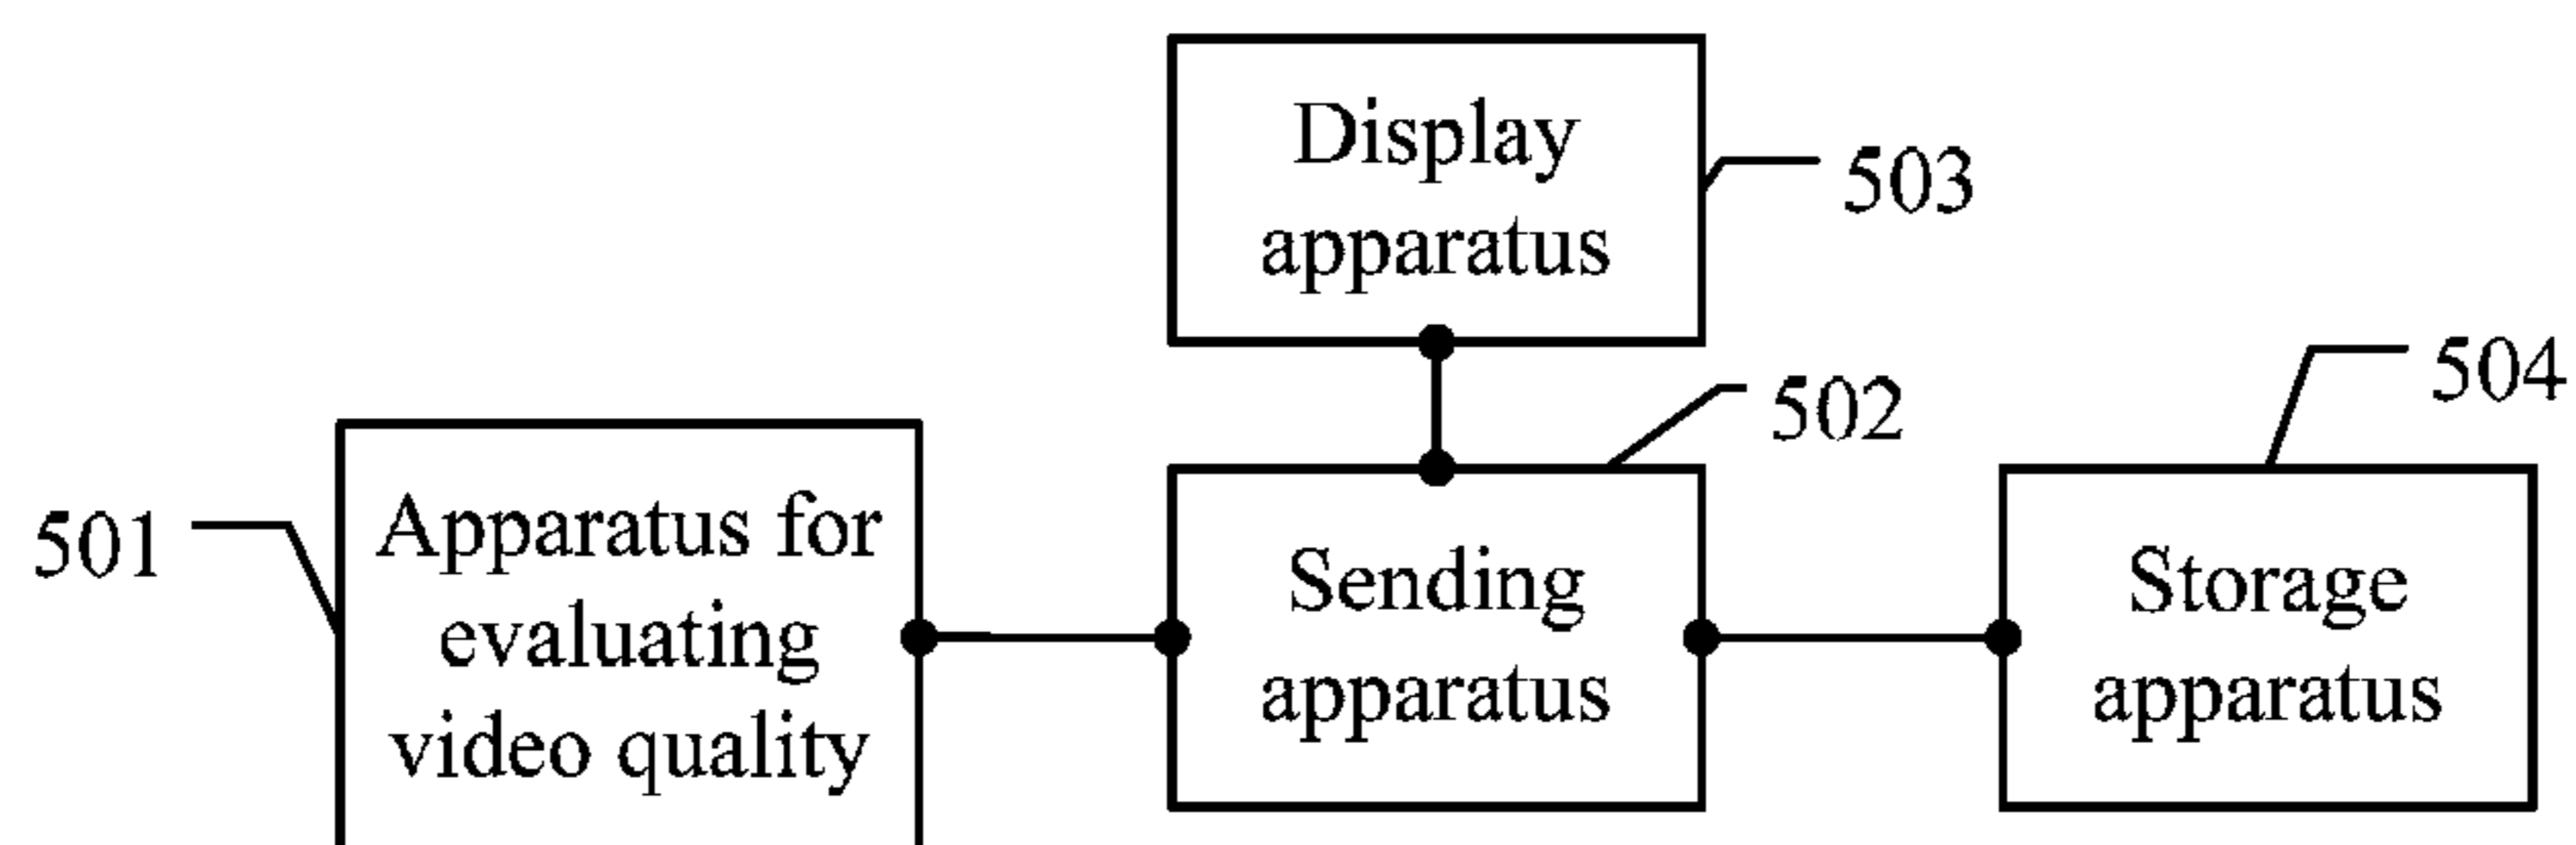 Display
apparatus
503
504
502
501
Apparatus for
evaluating
video quality
Sending
apparatus
Storage
apparatus